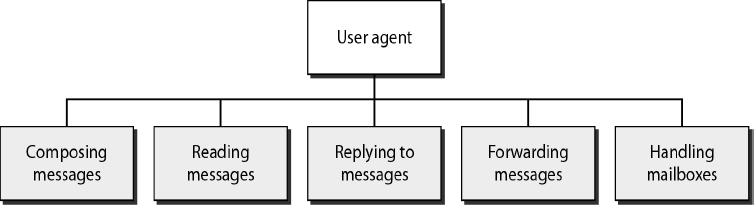 User agent
Composing
messages
Reading
messages
Replying to
messages
Forwarding
messages
Handling
mailboxes